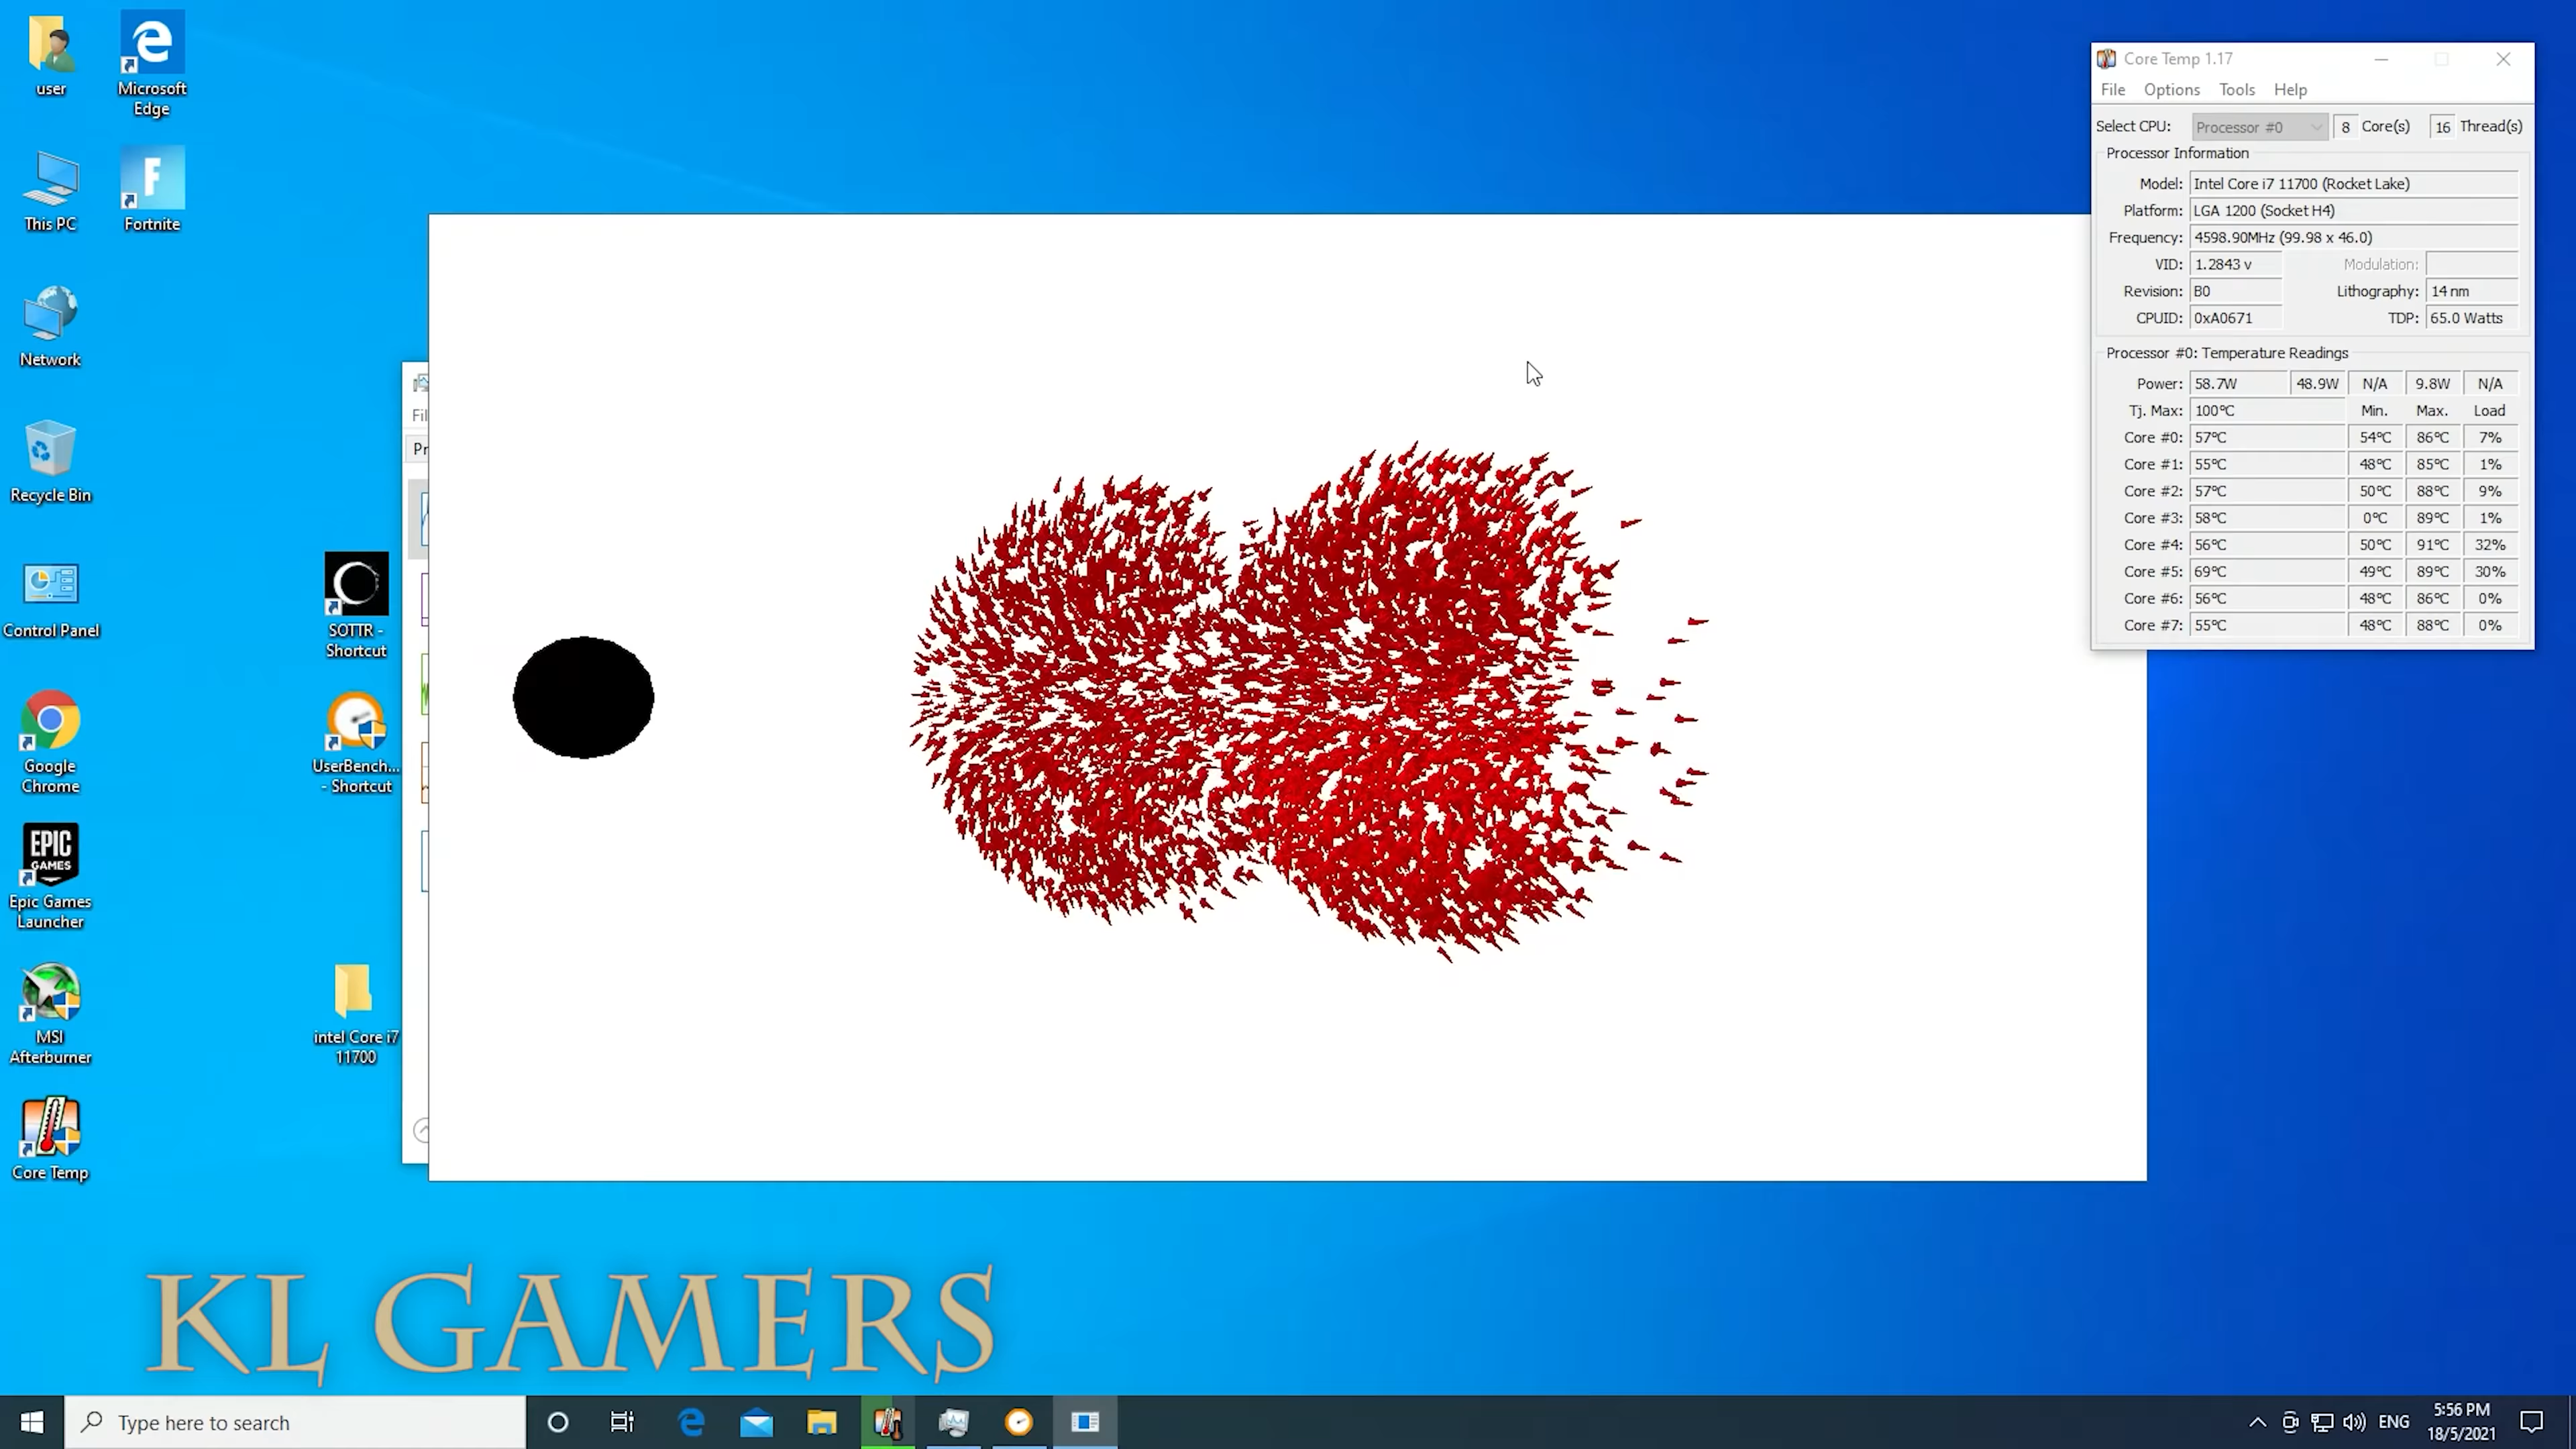 user
Microsoft
Edge
This PC
F
Fortnite
Network
Recycle Bin
Control Panel
SOTTR -
Shortcut
Google
Chrome
UserBench...
- Shortcut
EPIC
GAMES
Epic Games
Launcher
MSI
Afterburner
intel Core i7
11700
Core Temp
Fil
Pr
Core Temp 1.17
File Options Tools Help
Select CPU: Processor #0 8 Core(s) 16 Thread(s)
Processor Information
Model: Intel Core i7 11700 (Rocket Lake)
Platform: LGA 1200 (Socket H4)
Frequency: 4598.90MHz (99.98 x 46.0)
VID: 1.2843 v Modulation:
Revision: B0 Lithography: 14 nm
CPUID: 0xA0671 TDP: 65.0 Watts
Processor #0: Temperature Readings
Power: 58.7W 48.9W N/A 9.8W N/A
Tj. Max: 100°C Min. Max. Load
Core #0: 57°C 54°C 86°C 7%
Core #1: 55°C 48°C 85°C 1%
Core #2: 57°C 50°C 88°C 9%
Core #3: 58°C 0°C 89°C 1%
Core #4: 56°C 50°C 91°C 32%
Core #5: 69°C 49°C 89°C 30%
Core #6: 56°C 48°C 86°C 0%
Core #7: 55°C 48°C 88°C 0%
KL GAMERS
Type here to search
ENG
5:56 PM
18/5/2021